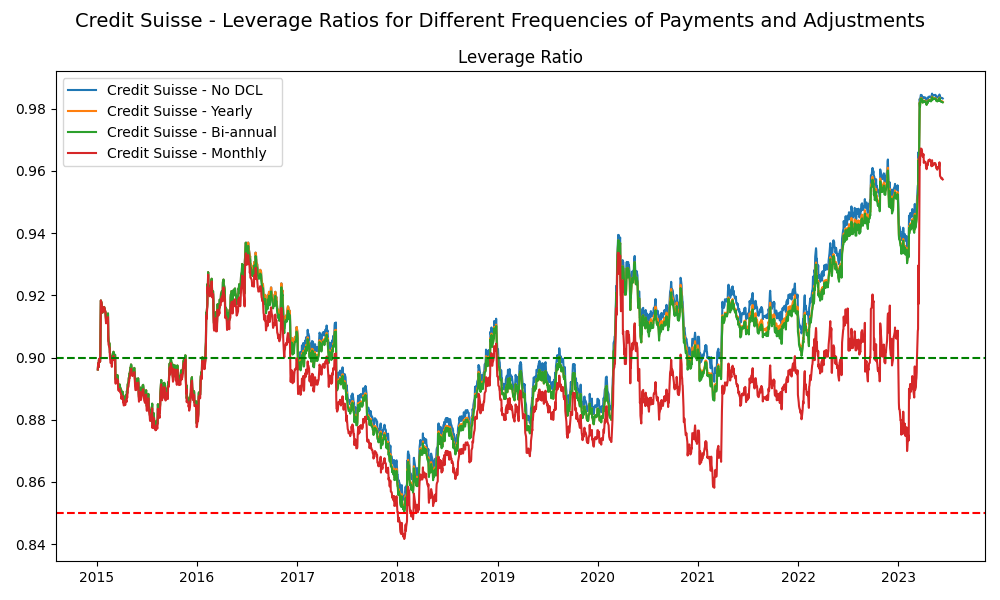 Credit Suisse - Leverage Ratios for Different Frequencies of Payments and Adjustments
Leverage Ratio
Credit Suisse - No DCL
Credit Suisse - Yearly
Credit Suisse - Bi-annual
Credit Suisse - Monthly
0.98
0.96
0.94
0.92
0.90
0.88
0.86
0.84
2015 2016 2017 2018 2019 2020 2021 2022 2023